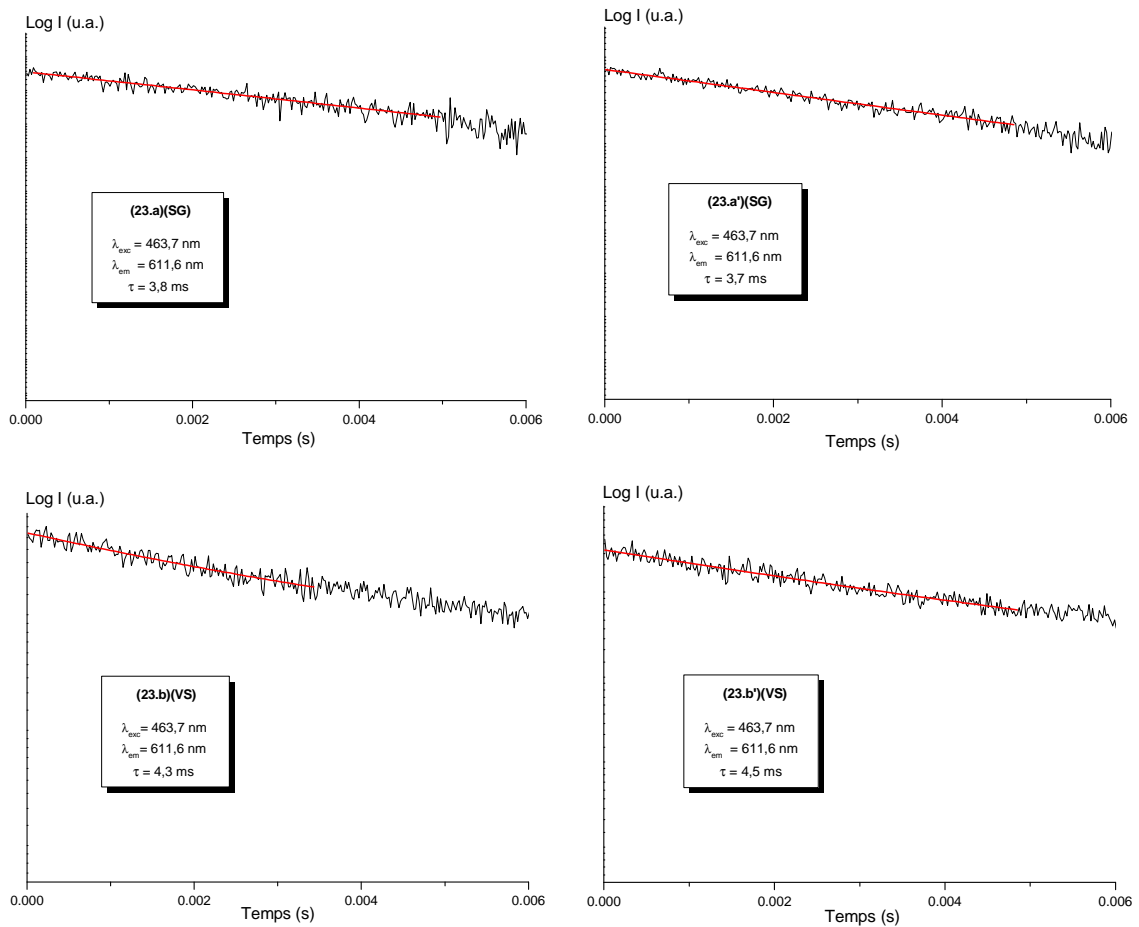 Log I (u.a.)
(23.a)(SG)
λexc = 463,7 nm
λem = 611,6 nm
τ = 3,8 ms
0.000 0.002 0.004 0.006
Temps (s)
Log I (u.a.)
(23.a')(SG)
λexc = 463,7 nm
λem = 611,6 nm
τ = 3,7 ms
0.000 0.002 0.004 0.006
Temps (s)
Log I (u.a.)
(23.b)(VS)
λexc = 463,7 nm
λem = 611,6 nm
τ = 4,3 ms
0.000 0.002 0.004 0.006
Temps (s)
Log I (u.a.)
(23.b')(VS)
λexc = 463,7 nm
λem = 611,6 nm
τ = 4,5 ms
0.000 0.002 0.004 0.006
Temps (s)